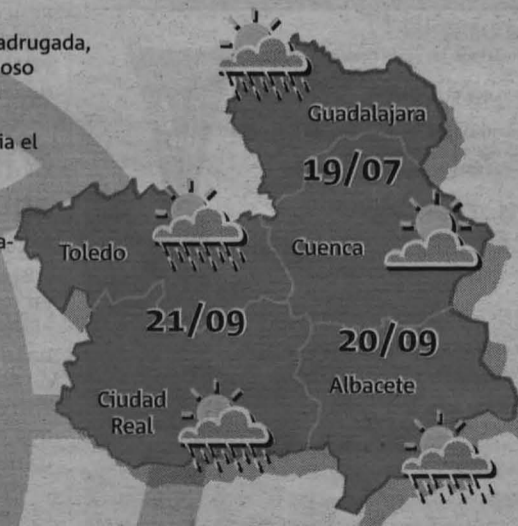 adrugada,
oso
ia el
a-
Guadalajara
19/07
Toledo
Cuenca
21/09
20/09
Ciudad
Real
Albacete